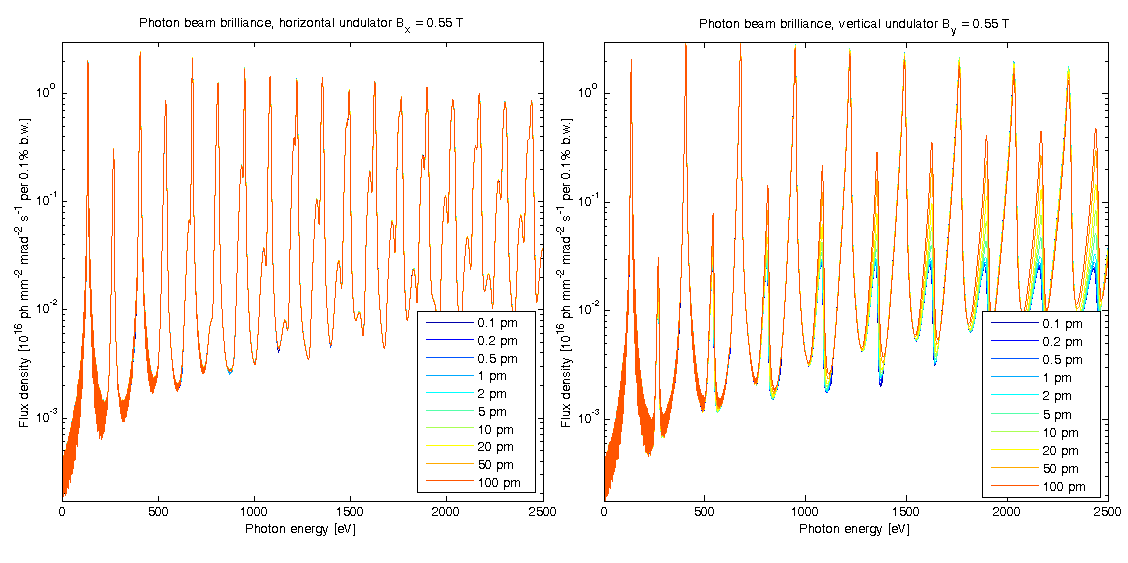 Photon beam brilliance, horizontal undulator Bx = 0.55 T
Flux density [10^16 ph mm^-2 mrad^-2 s^-1 per 0.1% b.w.]
10^0
10^-1
10^-2
10^-3
0.1 pm
0.2 pm
0.5 pm
1 pm
2 pm
5 pm
10 pm
20 pm
50 pm
100 pm
0 500 1000 1500 2000 2500
Photon energy [eV]
Photon beam brilliance, vertical undulator By = 0.55 T
Flux density [10^16 ph mm^-2 mrad^-2 s^-1 per 0.1% b.w.]
10^0
10^-1
10^-2
10^-3
0.1 pm
0.2 pm
0.5 pm
1 pm
2 pm
5 pm
10 pm
20 pm
50 pm
100 pm
0 500 1000 1500 2000 2500
Photon energy [eV]